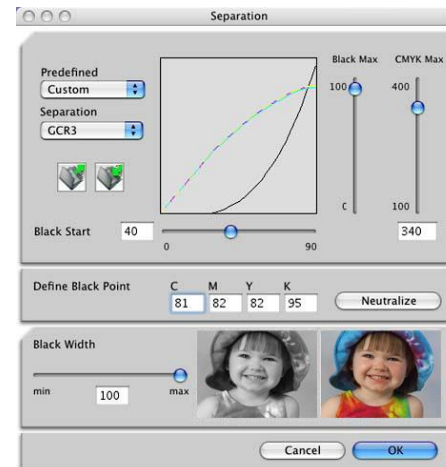 Separation
Predefined
Custom
Separation
GCR3
Black Max
CMYK Max
100
400
C
100
340
Black Start
40
0
90
Define Black Point
C M Y K
81 82 82 95
Neutralize
Black Width
min
100
max
Cancel
OK